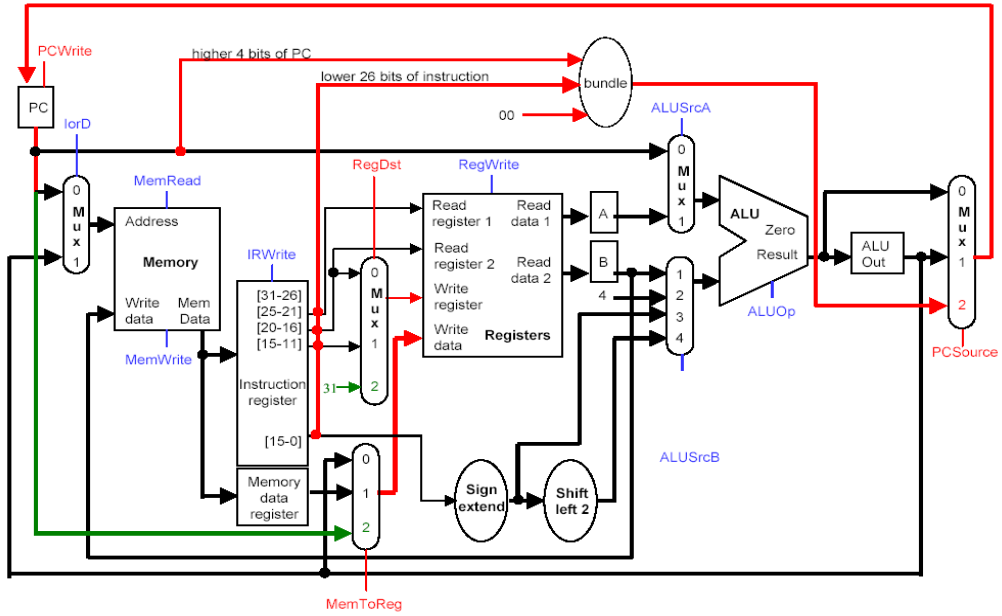 PCWrite
higher 4 bits of PC
lower 26 bits of instruction
bundle
PC
00
ALUSrcA
IorD
RegDst
RegWrite
MemRead
0
Mux
1
Address
Memory
Write
data
Mem
Data
MemWrite
IRWrite
[31-26]
[25-21]
[20-16]
[15-11]
Instruction
register
[15-0]
0
Mux
1
2
31
Read
register 1
Read
register 2
Write
register
Write
data
Read
data 1
Read
data 2
Registers
A
B
4
0
Mux
1
1
2
3
4
ALU
Zero
Result
ALUOp
ALU
Out
0
Mux
1
2
PCSource
ALUSrcB
Memory
data
register
0
1
2
MemToReg
Sign
extend
Shift
left 2